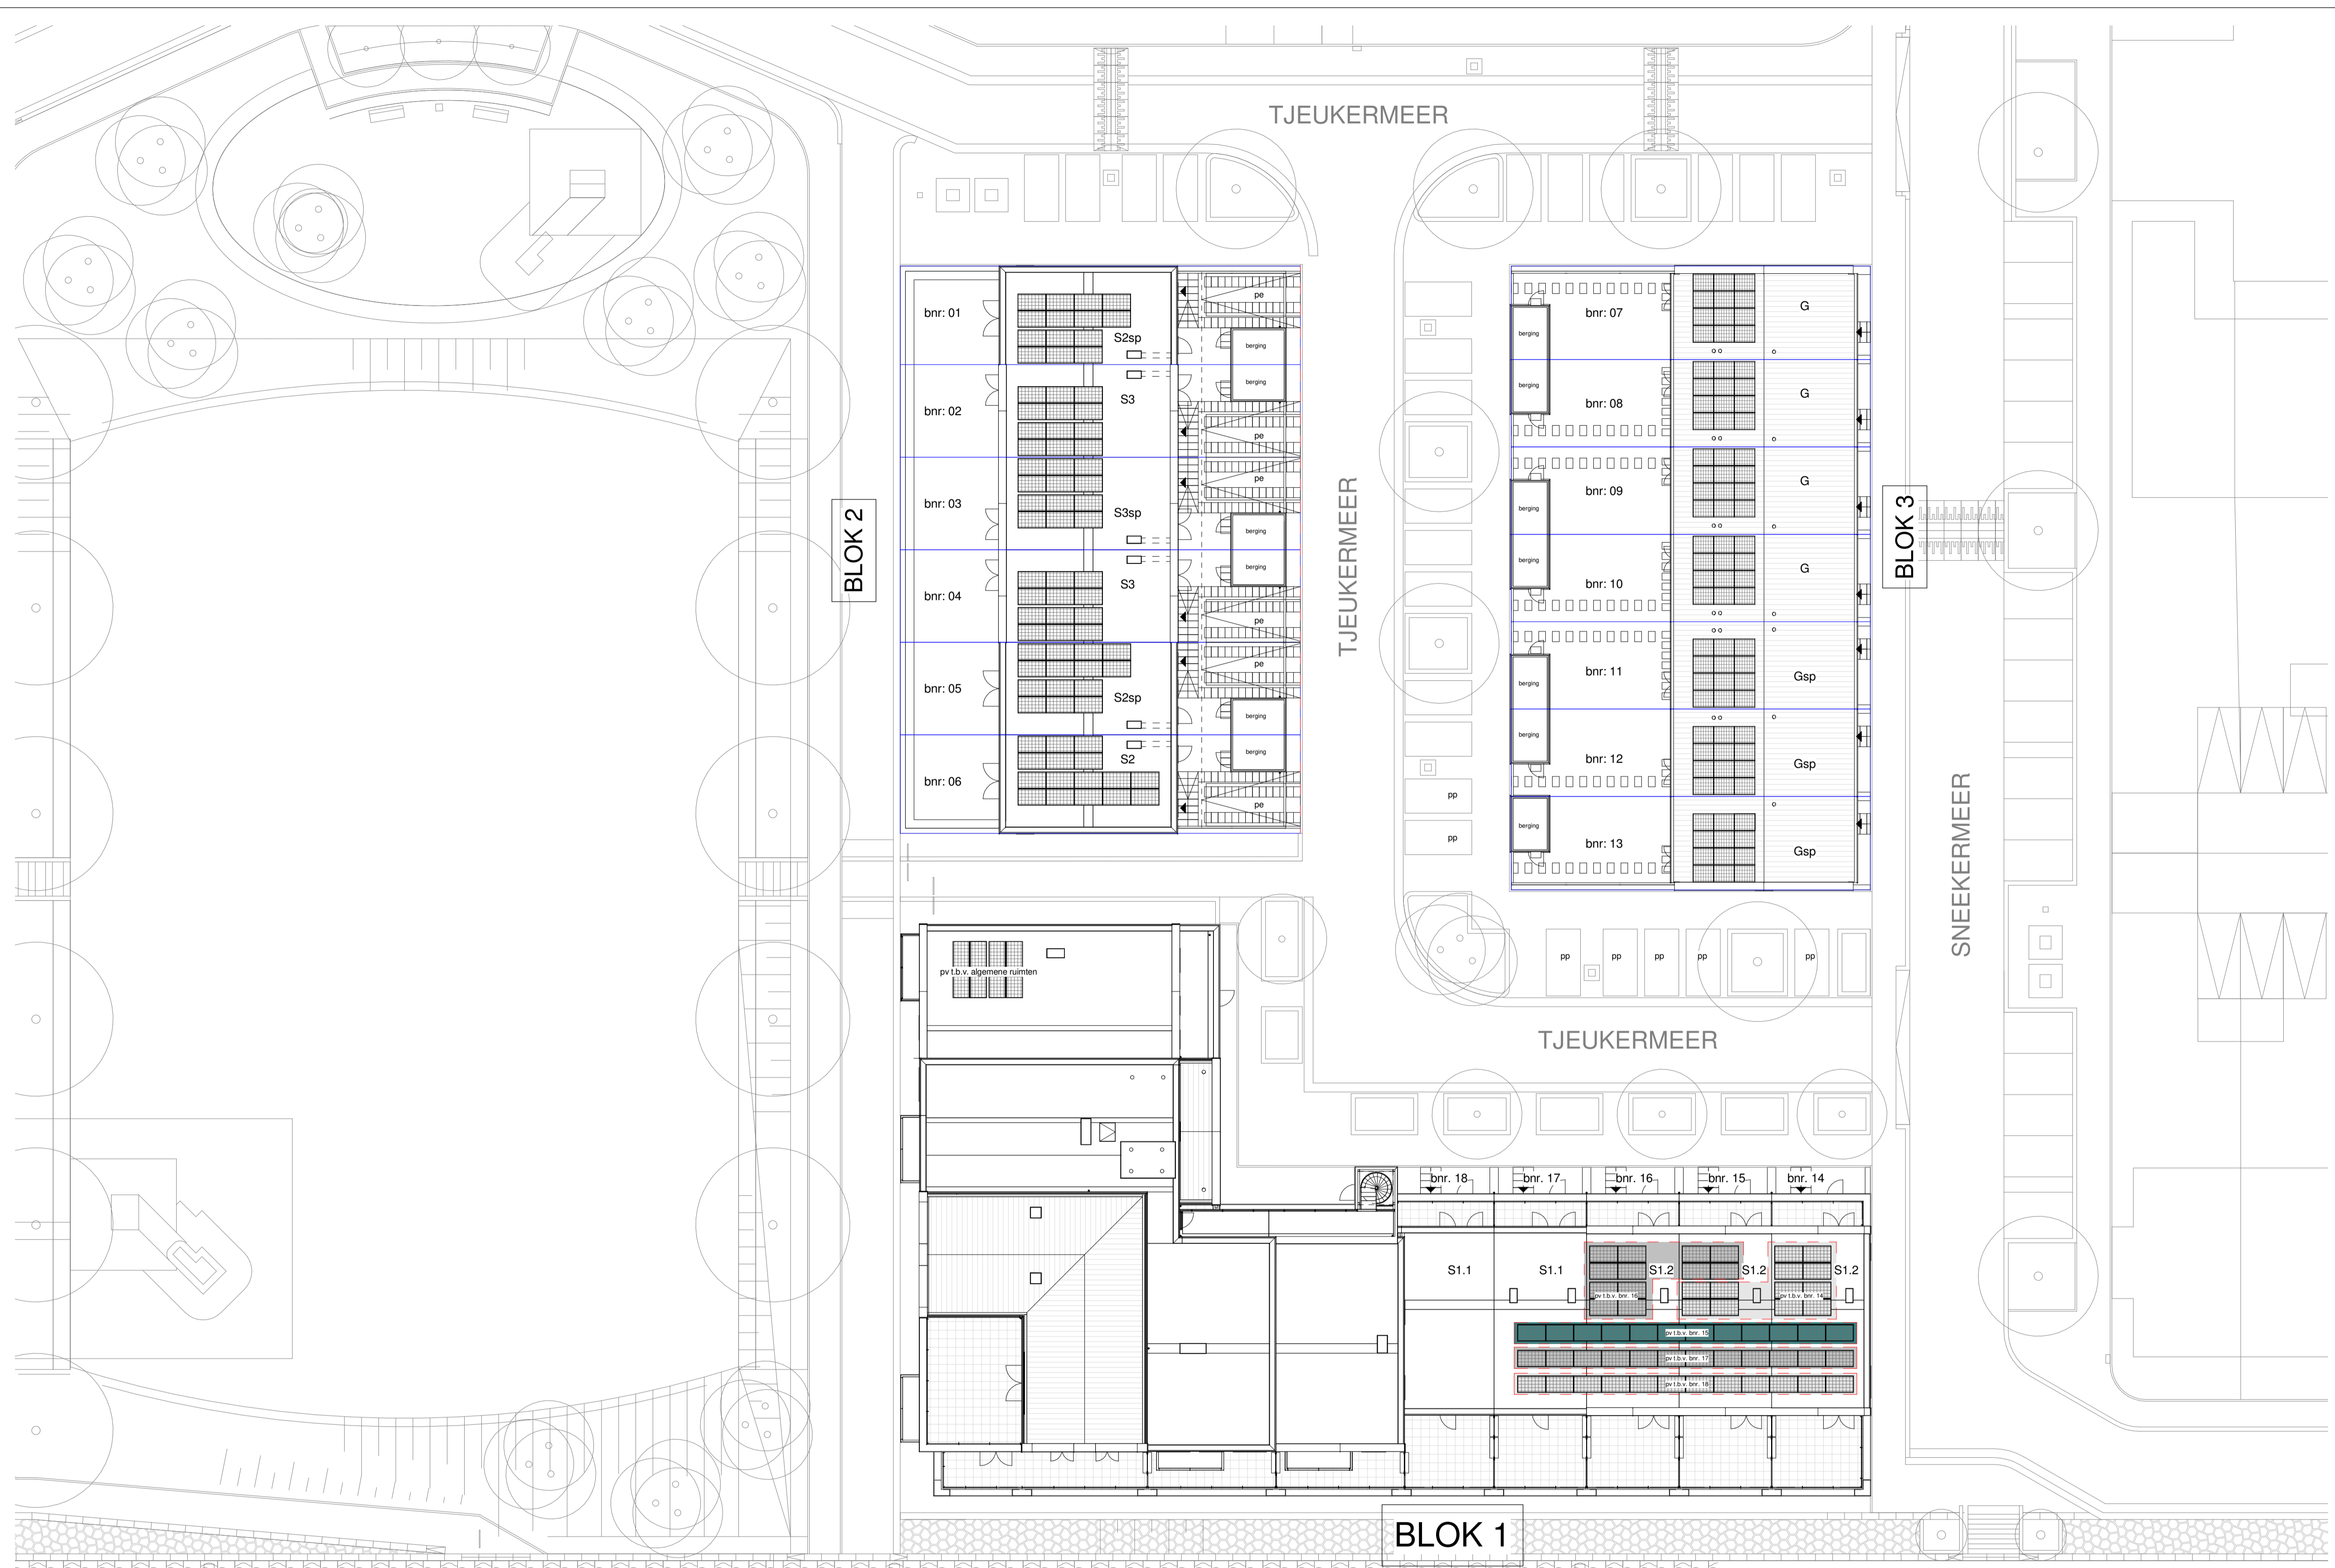 TJEUKERMEER
bnr: 01
S2sp
pe
berging
berging
bnr: 02
S3
pe
bnr: 03
S3sp
pe
berging
berging
bnr: 04
S3
pe
bnr: 05
S2sp
pe
berging
berging
bnr: 06
S2
pe
BLOK 2
TJEUKERMEER
berging
bnr: 07
G
berging
bnr: 08
G
berging
bnr: 09
G
berging
bnr: 10
G
berging
bnr: 11
Gsp
berging
bnr: 12
Gsp
berging
bnr: 13
Gsp
BLOK 3
SNEEKERMEER
pp
pp
pp
pp
pp
pp
pp
pv t.b.v. algemene ruimten
TJEUKERMEER
bnr. 18
bnr. 17
bnr. 16
bnr. 15
bnr. 14
S1.1
S1.1
S1.2
S1.2
S1.2
pv t.b.v. bnr. 16
pv t.b.v. bnr. 14
pv t.b.v. bnr. 15
pv t.b.v. bnr. 17
pv t.b.v. bnr. 18
BLOK 1